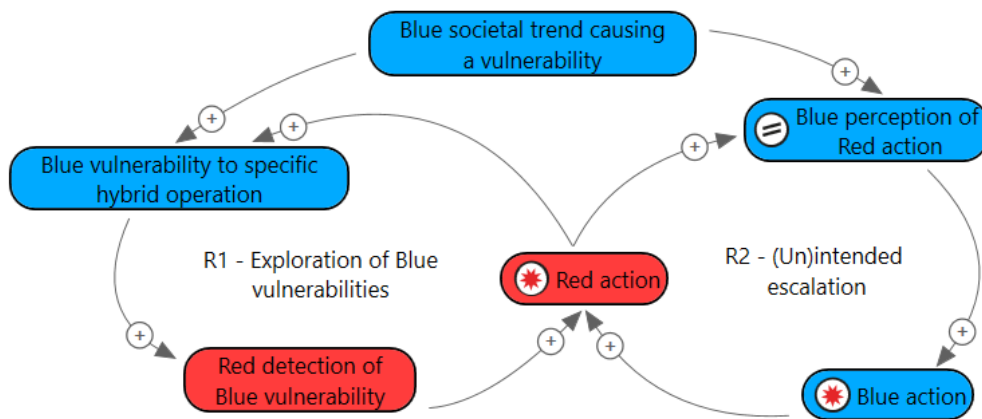 Blue societal trend causing
a vulnerability
+
+
+
Blue perception of
Red action
+
Blue vulnerability to specific
hybrid operation
R1 - Exploration of Blue
vulnerabilities
Red action
R2 - (Un)intended
escalation
+
+
+
Red detection of
Blue vulnerability
+
Blue action